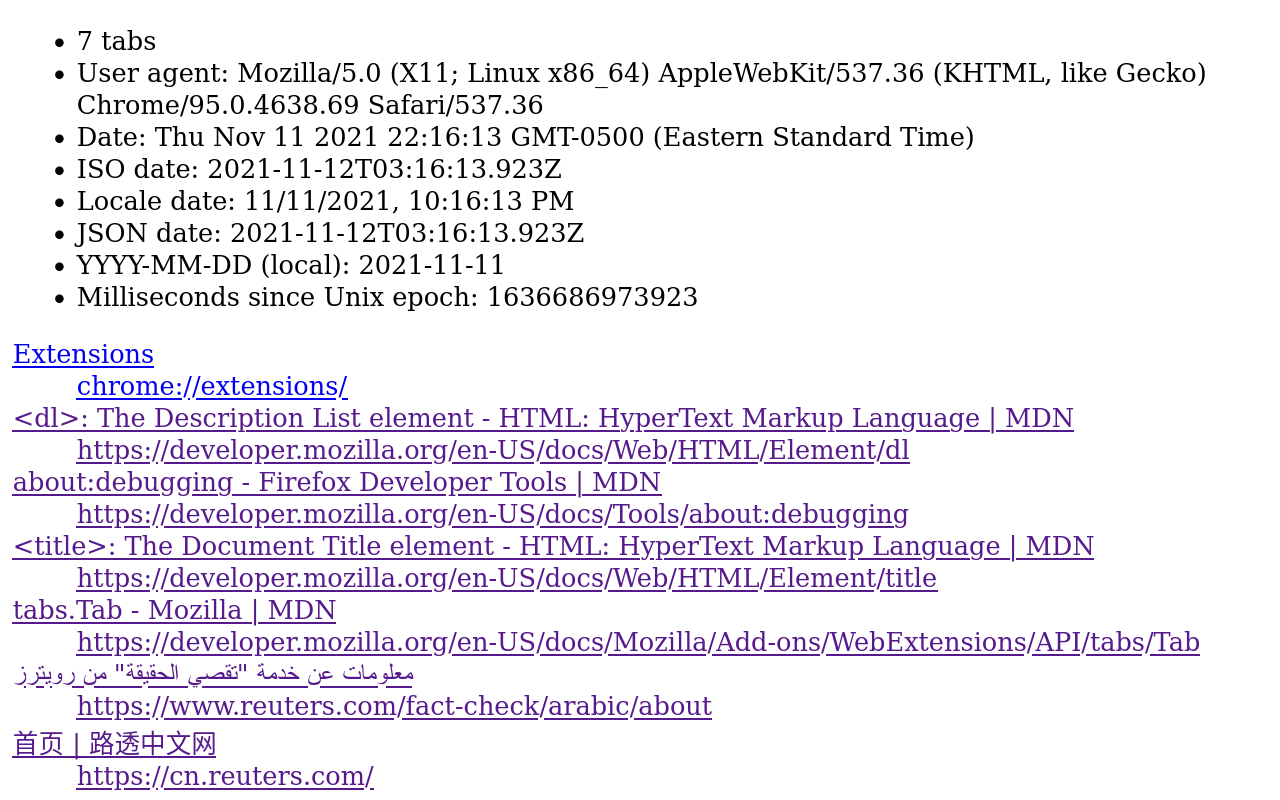 7 tabs
User agent: Mozilla/5.0 (X11; Linux x86_64) AppleWebKit/537.36 (KHTML, like Gecko)
Chrome/95.0.4638.69 Safari/537.36
Date: Thu Nov 11 2021 22:16:13 GMT-0500 (Eastern Standard Time)
ISO date: 2021-11-12T03:16:13.923Z
Locale date: 11/11/2021, 10:16:13 PM
JSON date: 2021-11-12T03:16:13.923Z
YYYY-MM-DD (local): 2021-11-11
Milliseconds since Unix epoch: 1636686973923
Extensions
chrome://extensions/
<dl>: The Description List element - HTML: HyperText Markup Language | MDN
https://developer.mozilla.org/en-US/docs/Web/HTML/Element/dl
about:debugging - Firefox Developer Tools | MDN
https://developer.mozilla.org/en-US/docs/Tools/about:debugging
<title>: The Document Title element - HTML: HyperText Markup Language | MDN
https://developer.mozilla.org/en-US/docs/Web/HTML/Element/title
tabs.Tab - Mozilla | MDN
https://developer.mozilla.org/en-US/docs/Mozilla/Add-ons/WebExtensions/API/tabs/Tab
معلومات عن خدمة "تقصي الحقيقة" من رويترز
https://www.reuters.com/fact-check/arabic/about
首页 | 路透中文网
https://cn.reuters.com/